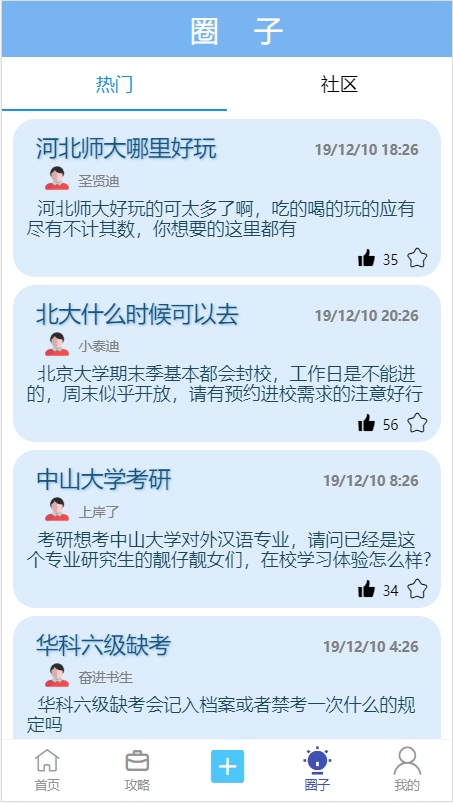 圈 子
热门 社区
河北师大哪里好玩 19/12/10 18:26
圣贤迪
河北师大好玩的可太多了啊，吃的喝的玩的应有
尽有不计其数，你想要的这里都有
35
北大什么时候可以去 19/12/10 20:26
小泰迪
北京大学期末季基本都会封校，工作日是不能进
的，周末似乎开放，请有预约进校需求的注意好行
56
中山大学考研 19/12/10 8:26
上岸了
考研想考中山大学对外汉语专业，请问已经是这
个专业研究生的靓仔靓女们，在校学习体验怎么样?
34
华科六级缺考 19/12/10 4:26
奋进书生
华科六级缺考会记入档案或者禁考一次什么的规
定吗
首页 攻略 圈子 我的